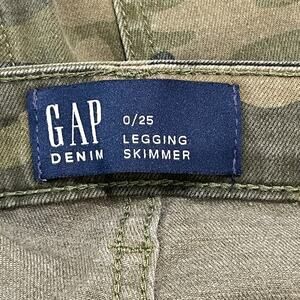 GAP
DENIM
0/25
LEGGING
SKIMMER